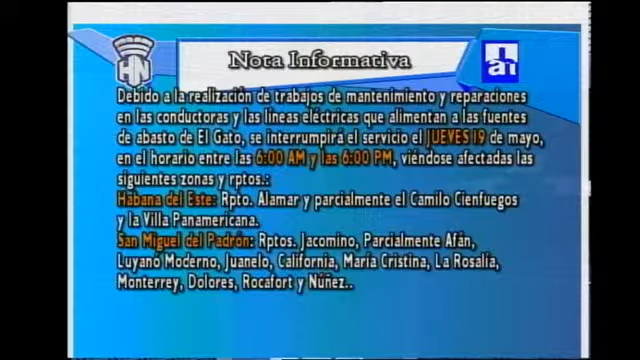 HN
Nota Informativa
ai
Debido a la realización de trabajos de mantenimiento y reparaciones
en las conductoras y las líneas eléctricas que alimentan a las fuentes
de abasto de El Gato, se interrumpirá el servicio el JUEVES 19 de mayo,
en el horario entre las 6:00 AM y las 6:00 PM, viéndose afectadas las
siguientes zonas y rptos.:
Habana del Este: Rpto. Alamar y parcialmente el Camilo Cienfuegos
y la Villa Panamericana.
San Miguel del Padrón: Rptos. Jacomino, Parcialmente Afán,
Luyano Moderno, Juanelo, California, María Cristina, La Rosalía,
Monterrey, Dolores, Rocafort y Núñez..